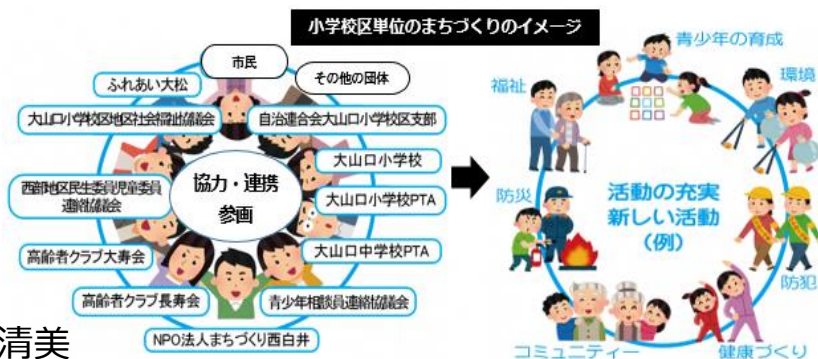 小学校区単位のまちづくりのイメージ
市民
その他の団体
ふれあい大松
大山口小学校区地区社会福祉協議会
自治連合会大山口小学校区支部
大山口小学校
西部地区民生委員児童委員
連絡協議会
協力・連携
参画
大山口小学校PTA
大山口中学校PTA
高齢者クラブ大寿会
高齢者クラブ長寿会
青少年相談員連絡協議会
NPO法人まちづくり西白井
清美
青少年の育成
環境
福祉
防災
活動の充実
新しい活動
(例)
防犯
コミュニティー
健康づくり